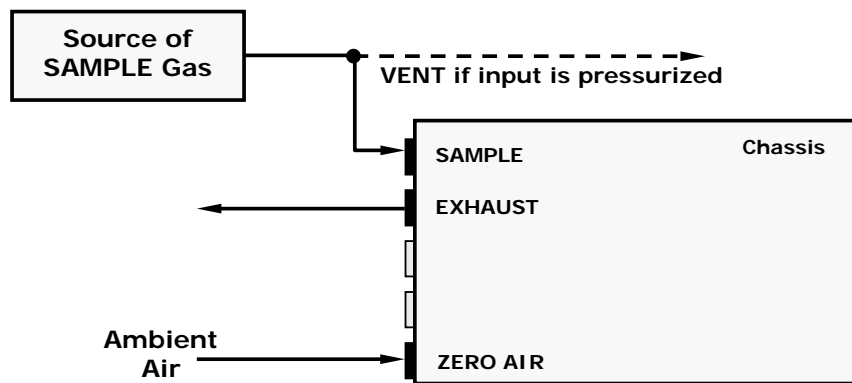 Source of
SAMPLE Gas
VENT if input is pressurized
SAMPLE
Chassis
EXHAUST
Ambient
Air
ZERO AIR